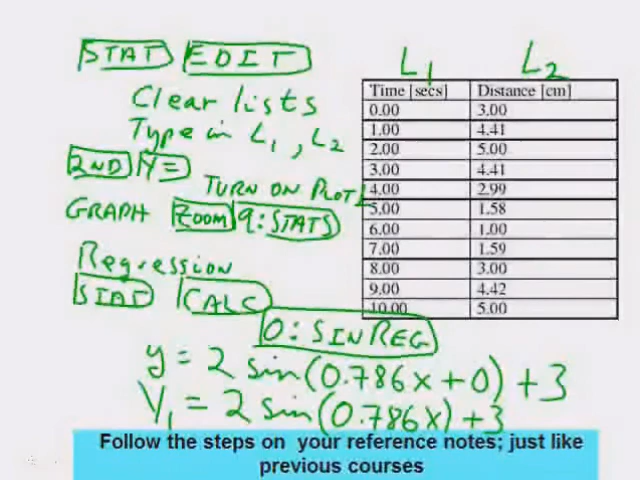 STAT EDIT
Clear lists
Type in L1, L2
2ND Y=
TURN ON PLOT1
GRAPH ZOOM 9:STATS
Regression
STAT CALC
0: SINREG
y = 2 sin(0.786x + 0) + 3
Y1 = 2 sin(0.786x) + 3
L1 L2
Time [secs] Distance [cm]
0.00 3.00
1.00 4.41
2.00 5.00
3.00 4.41
4.00 2.99
5.00 1.58
6.00 1.00
7.00 1.59
8.00 3.00
9.00 4.42
10.00 5.00
Follow the steps on your reference notes; just like
previous courses